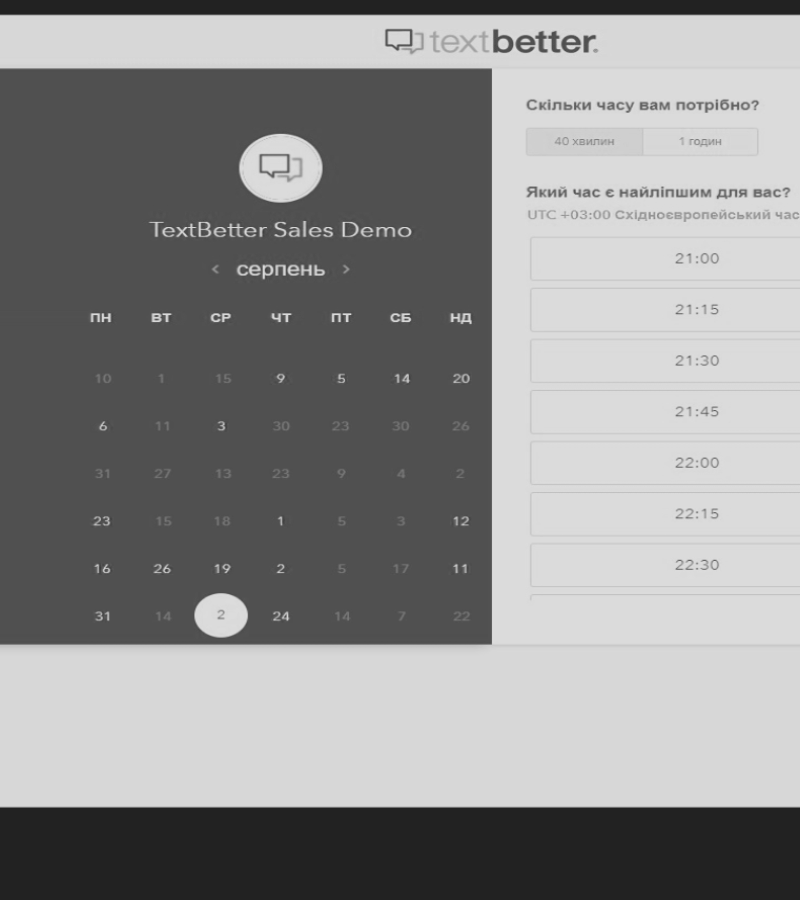 textbetter.
TextBetter Sales Demo
‹ серпень ›
ПН ВТ СР ЧТ ПТ СБ НД
10 1 15 9 5 14 20
6 11 3 30 23 30 26
31 27 13 23 9 4 2
23 15 18 1 5 3 12
16 26 19 2 5 17 11
31 14 2 24 14 7 22
Скільки часу вам потрібно?
40 хвилин 1 годин
Який час є найліпшим для вас?
UTC +03:00 Східноєвропейський час
21:00
21:15
21:30
21:45
22:00
22:15
22:30